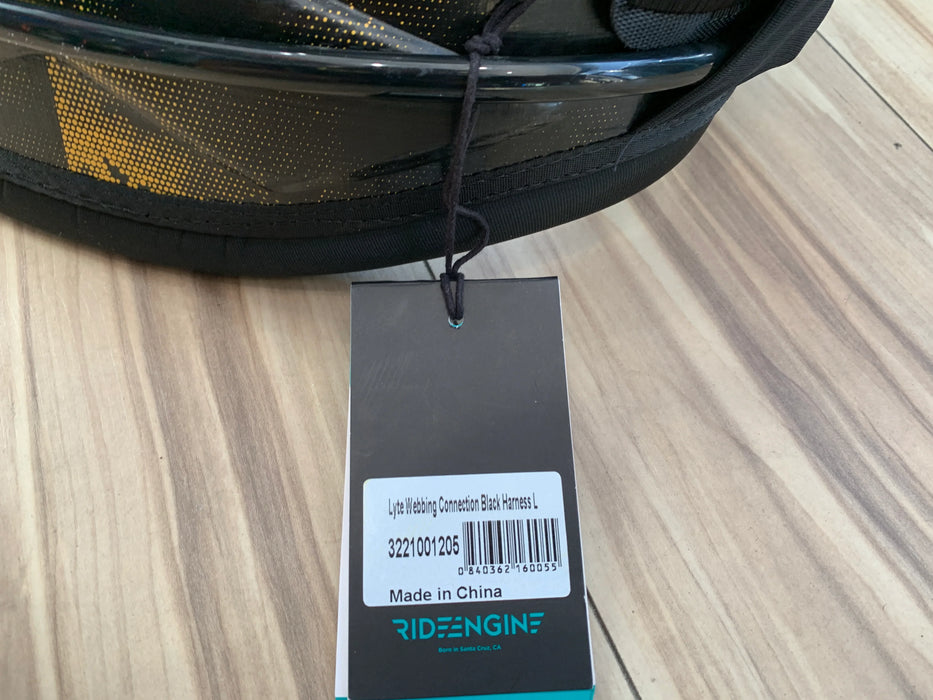 Lyte Webbing Connection Black Harness L
3221001205
0 840362 160055
Made in China
RIDEENGINE
Born in Santa Cruz, CA